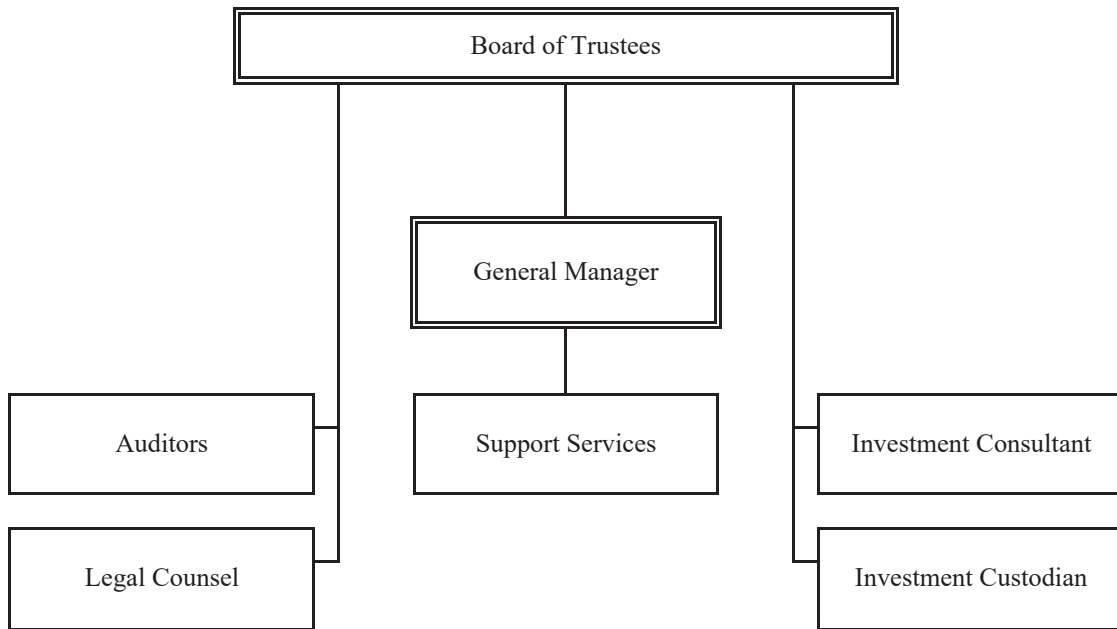 Board of Trustees
General Manager
Auditors
Support Services
Investment Consultant
Legal Counsel
Investment Custodian